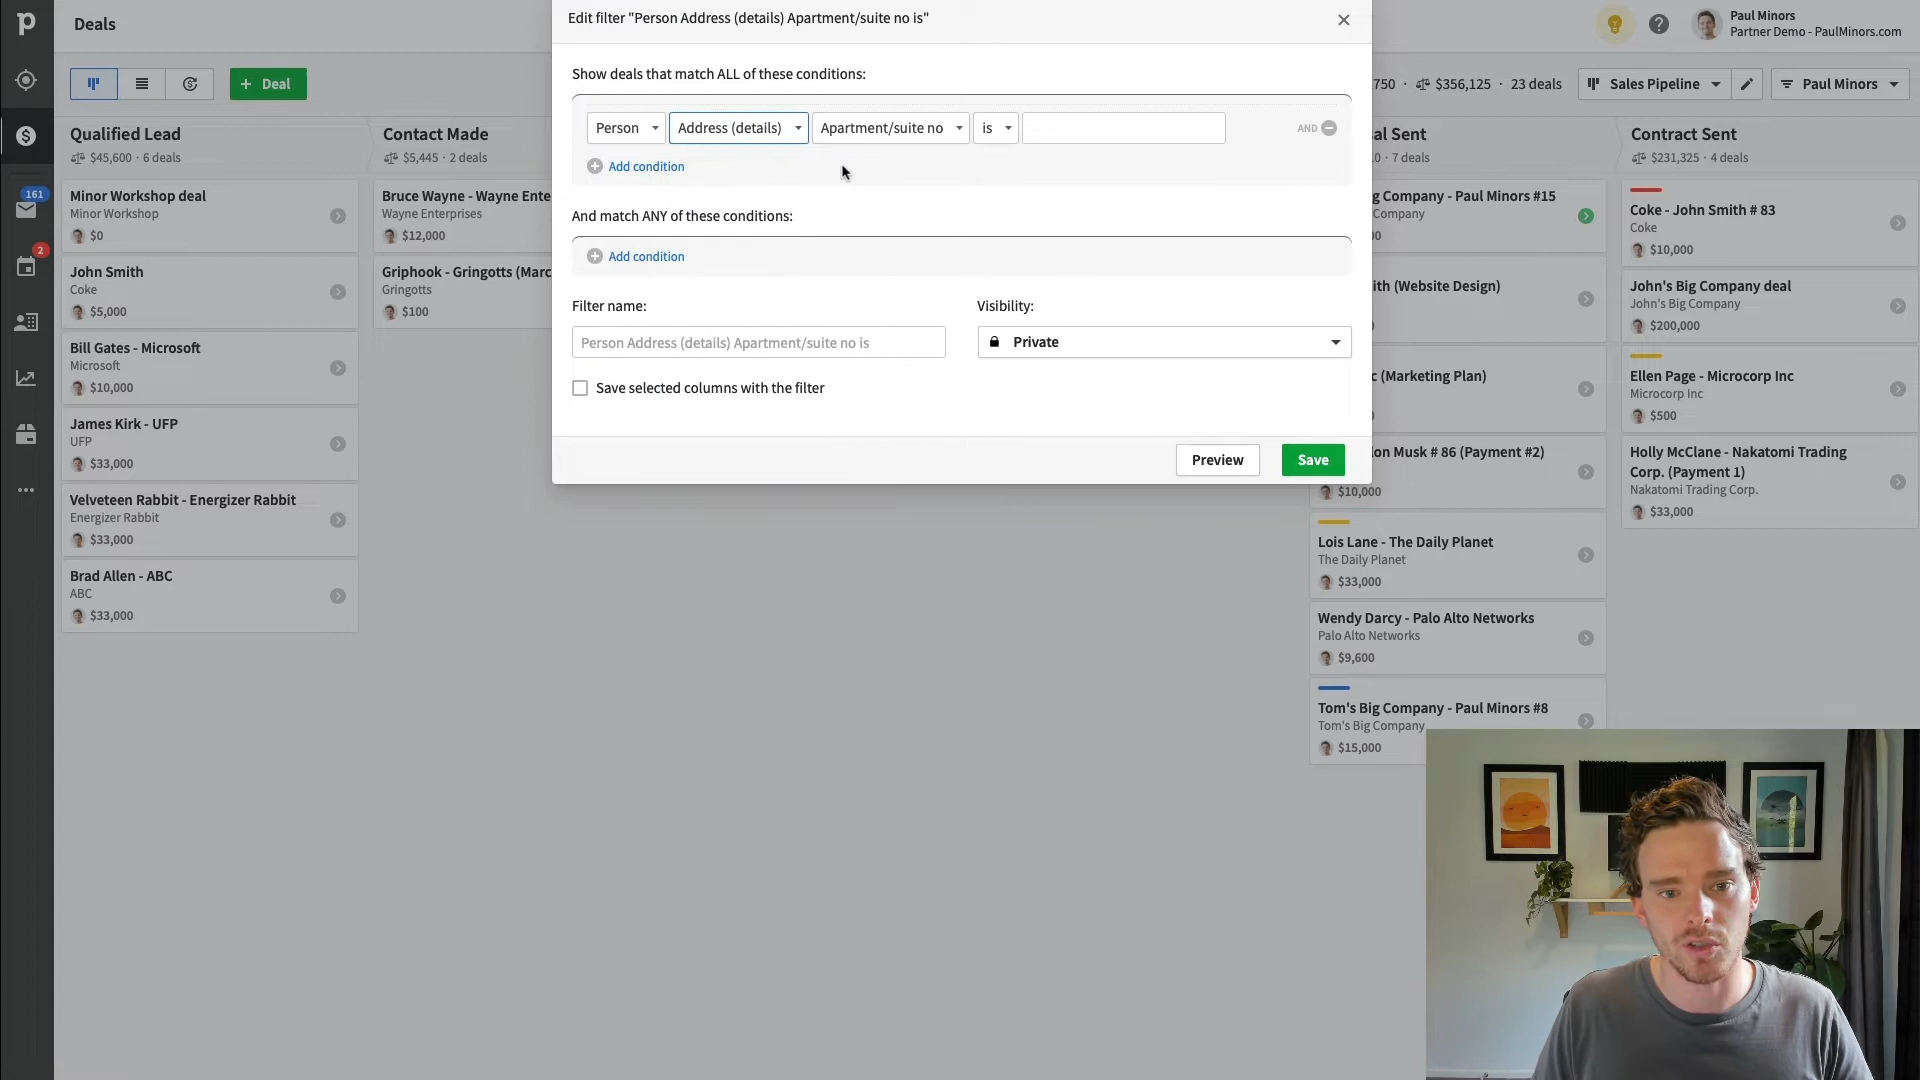 Deals
Edit filter "Person Address (details) Apartment/suite no is"
Paul Minors
Partner Demo - PaulMinors.com
+ Deal
750 · $356,125 · 23 deals
Sales Pipeline
Paul Minors
161
2
Show deals that match ALL of these conditions:
Person
Address (details)
Apartment/suite no
is
AND
Add condition
And match ANY of these conditions:
Add condition
Filter name:
Visibility:
Person Address (details) Apartment/suite no is
Private
Save selected columns with the filter
Preview
Save
Qualified Lead
$45,600 · 6 deals
Minor Workshop deal
Minor Workshop
$0
John Smith
Coke
$5,000
Bill Gates - Microsoft
Microsoft
$10,000
James Kirk - UFP
UFP
$33,000
Velveteen Rabbit - Energizer Rabbit
Energizer Rabbit
$33,000
Brad Allen - ABC
ABC
$33,000
Contact Made
$5,445 · 2 deals
Bruce Wayne - Wayne Ente
Wayne Enterprises
$12,000
Griphook - Gringotts (Marc
Gringotts
$100
al Sent
0 · 7 deals
g Company - Paul Minors #15
Company
00
ith (Website Design)
c (Marketing Plan)
lon Musk # 86 (Payment #2)
$10,000
Lois Lane - The Daily Planet
The Daily Planet
$33,000
Wendy Darcy - Palo Alto Networks
Palo Alto Networks
$9,600
Tom's Big Company - Paul Minors #8
Tom's Big Company
$15,000
Contract Sent
$231,325 · 4 deals
Coke - John Smith # 83
Coke
$10,000
John's Big Company deal
John's Big Company
$200,000
Ellen Page - Microcorp Inc
Microcorp Inc
$500
Holly McClane - Nakatomi Trading
Corp. (Payment 1)
Nakatomi Trading Corp.
$33,000